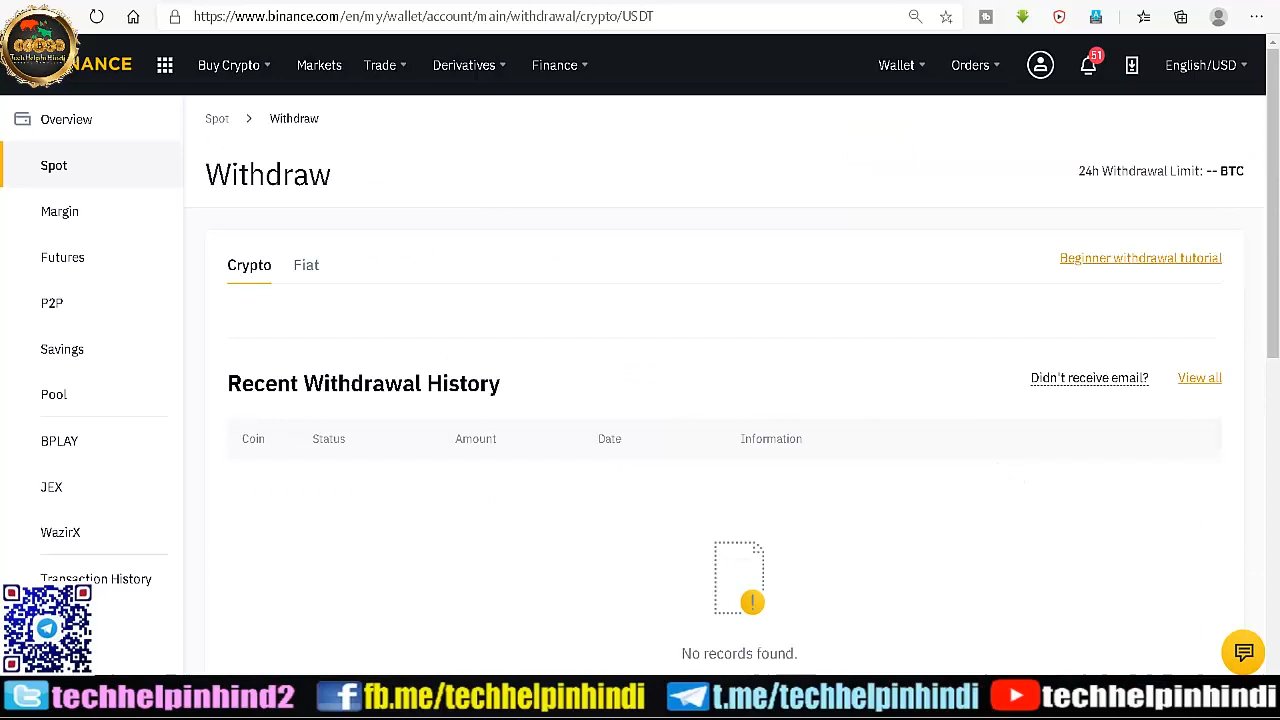 https://www.binance.com/en/my/wallet/account/main/withdrawal/crypto/USDT
TechHelpInHindi
NANCE
Buy Crypto
Markets
Trade
Derivatives
Finance
Wallet
Orders
51
English/USD
Overview
Spot
Margin
Futures
P2P
Savings
Pool
BPLAY
JEX
WazirX
Transaction History
Spot > Withdraw
Withdraw
24h Withdrawal Limit: -- BTC
Crypto
Fiat
Beginner withdrawal tutorial
Recent Withdrawal History
Didn't receive email?
View all
Coin
Status
Amount
Date
Information
No records found.
techhelpinhind2
fb.me/techhelpinhindi
t.me/techhelpinhindi
techhelpinhindi